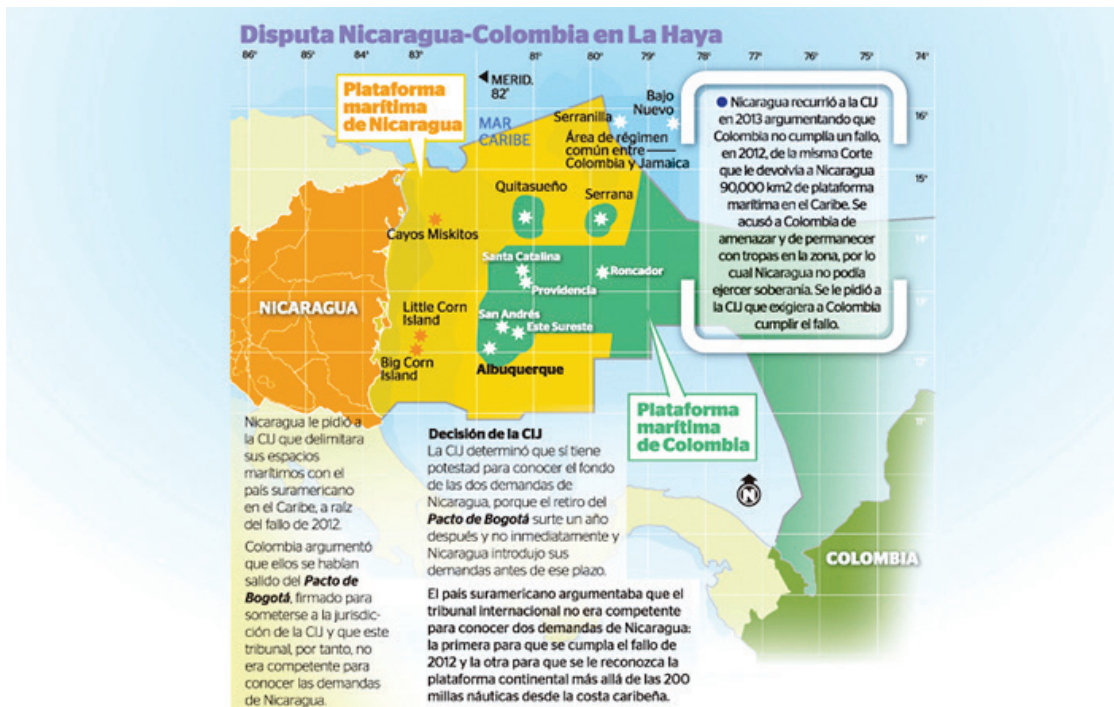 Disputa Nicaragua-Colombia en La Haya
86° 85° 84° 83° 81° 80° 79° 78° 77° 76° 75° 74°
MERID.
82°
Plataforma
marítima
de Nicaragua
MAR
CARIBE
Bajo
Nuevo
Serranilla
Área de régimen
común entre
Colombia y Jamaica
16°
15°
14°
13°
12°
11°
● Nicaragua recurrió a la CIJ
en 2013 argumentando que
Colombia no cumplía un fallo,
en 2012, de la misma Corte
que le devolvía a Nicaragua
90,000 km2 de plataforma
marítima en el Caribe. Se
acusó a Colombia de
amenazar y de permanecer
con tropas en la zona, por lo
cual Nicaragua no podía
ejercer soberanía. Se le pidió a
la CIJ que exigiera a Colombia
cumplir el fallo.
Quitasueño
Serrana
Cayos Miskitos
Santa Catalina
Providencia
Roncador
NICARAGUA
Little Corn
Island
San Andrés
Este Sureste
Big Corn
Island
Albuquerque
Plataforma
marítima
de Colombia
N
COLOMBIA
Nicaragua le pidió a
la CIJ que delimitara
sus espacios
marítimos con el
país suramericano
en el Caribe, a raíz
del fallo de 2012.
Colombia argumentó
que ellos se habían
salido del Pacto de
Bogotá, firmado para
someterse a la jurisdic-
ción de la CIJ y que este
tribunal, por tanto, no
era competente para
conocer las demandas
de Nicaragua.
Decisión de la CIJ
La CIJ determinó que sí tiene
potestad para conocer el fondo
de las dos demandas de
Nicaragua, porque el retiro del
Pacto de Bogotá surte un año
después y no inmediatamente y
Nicaragua introdujo sus
demandas antes de ese plazo.
El país suramericano argumentaba que el
tribunal internacional no era competente
para conocer dos demandas de Nicaragua:
la primera para que se cumpla el fallo de
2012 y la otra para que se le reconozca la
plataforma continental más allá de las 200
millas náuticas desde la costa caribeña.